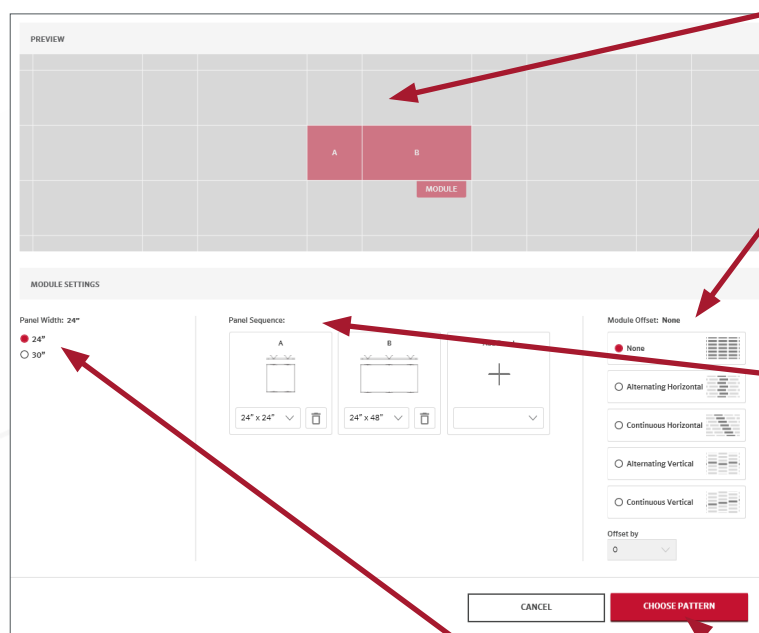 PREVIEW
A
B
MODULE
MODULE SETTINGS
Panel Width: 24"
24"
30"
Panel Sequence:
A
B
24" x 24"
24" x 48"
Module Offset: None
None
Alternating Horizontal
Continuous Horizontal
Alternating Vertical
Continuous Vertical
Offset by
0
CANCEL
CHOOSE PATTERN